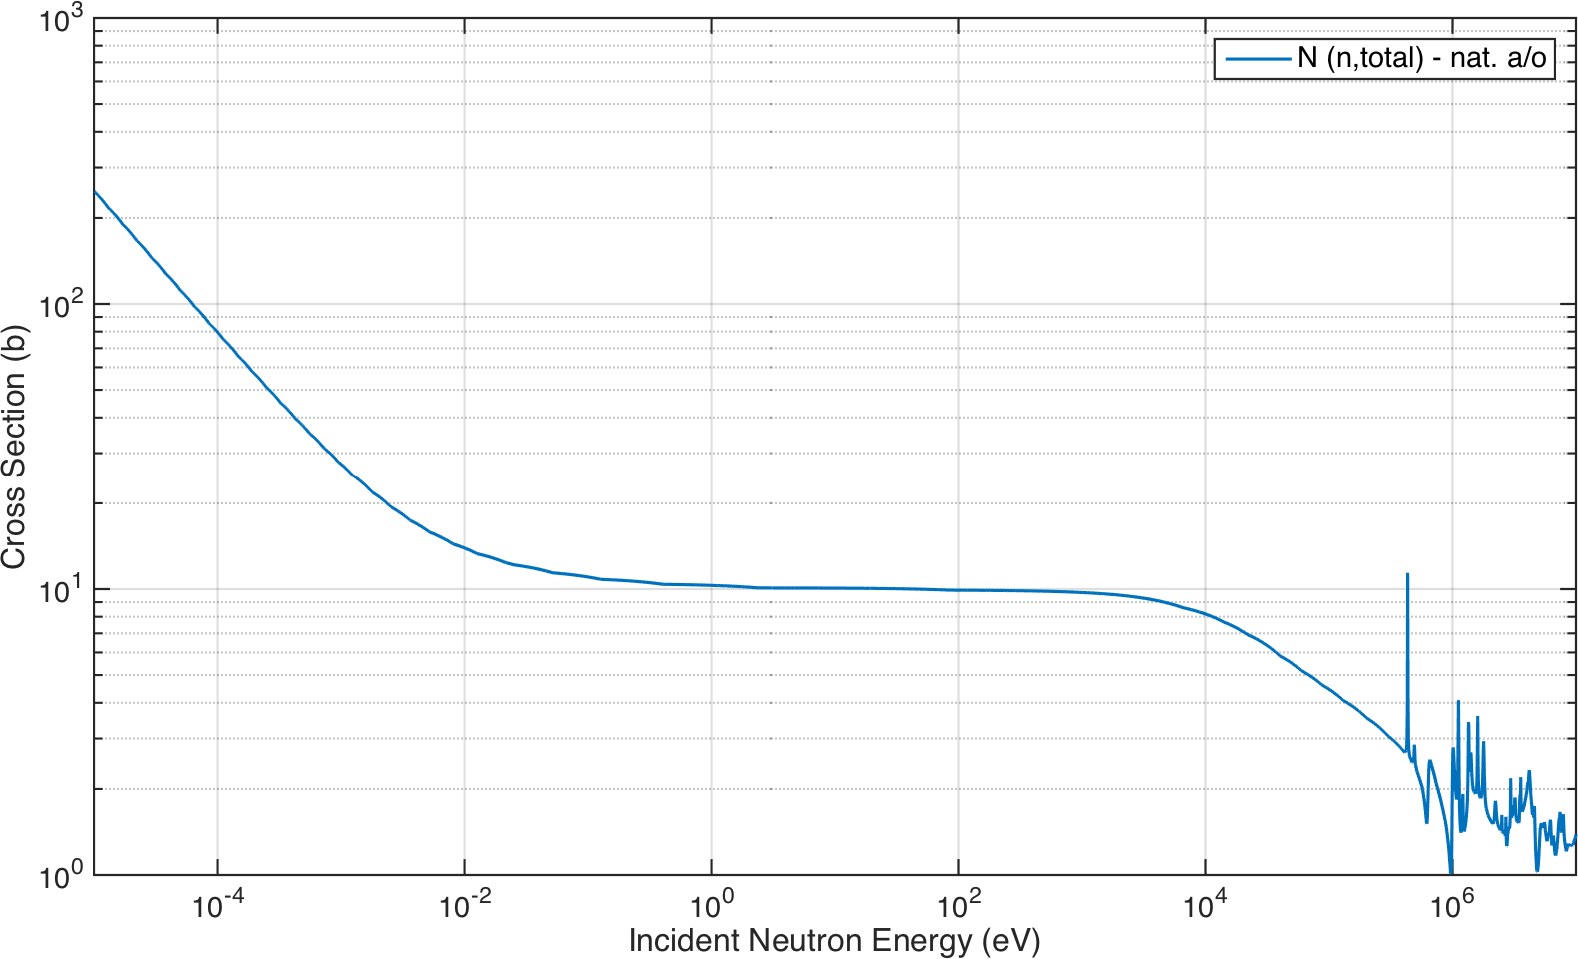 10^3
N (n,total) - nat. a/o
10^2
Cross Section (b)
10^1
10^0
10^-4 10^-2 10^0 10^2 10^4 10^6
Incident Neutron Energy (eV)